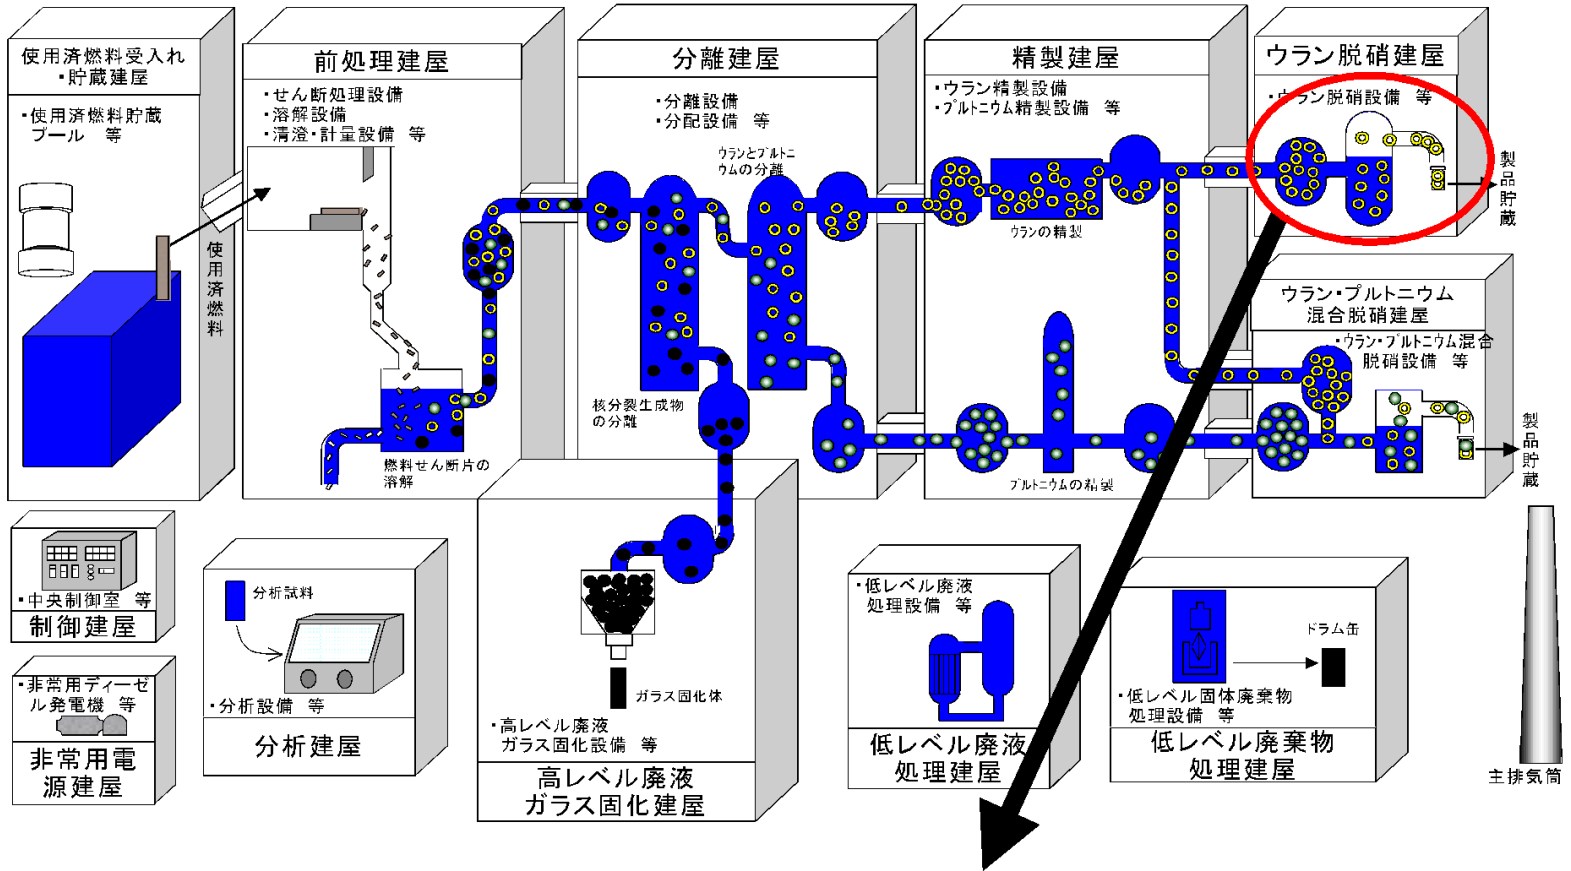 使用済燃料受入れ
・貯蔵建屋
・使用済燃料貯蔵
プール 等
使用済燃料
前処理建屋
・せん断処理設備
・溶解設備
・清澄・計量設備 等
燃料せん断片の
溶解
分離建屋
・分離設備
・分配設備 等
ウランとプルトニ
ウムの分離
核分裂生成物
の分離
精製建屋
・ウラン精製設備
・プルトニウム精製設備 等
ウランの精製
プルトニウムの精製
ウラン脱硝建屋
・ウラン脱硝設備 等
製品貯蔵
ウラン・プルトニウム
混合脱硝建屋
・ウラン・プルトニウム混合
脱硝設備 等
製品貯蔵
・中央制御室 等
制御建屋
・非常用ディーゼ
ル発電機 等
非常用電
源建屋
分析試料
・分析設備 等
分析建屋
ガラス固化体
・高レベル廃液
ガラス固化設備 等
高レベル廃液
ガラス固化建屋
・低レベル廃液
処理設備 等
低レベル廃液
処理建屋
ドラム缶
・低レベル固体廃棄物
処理設備 等
低レベル廃棄物
処理建屋
主排気筒